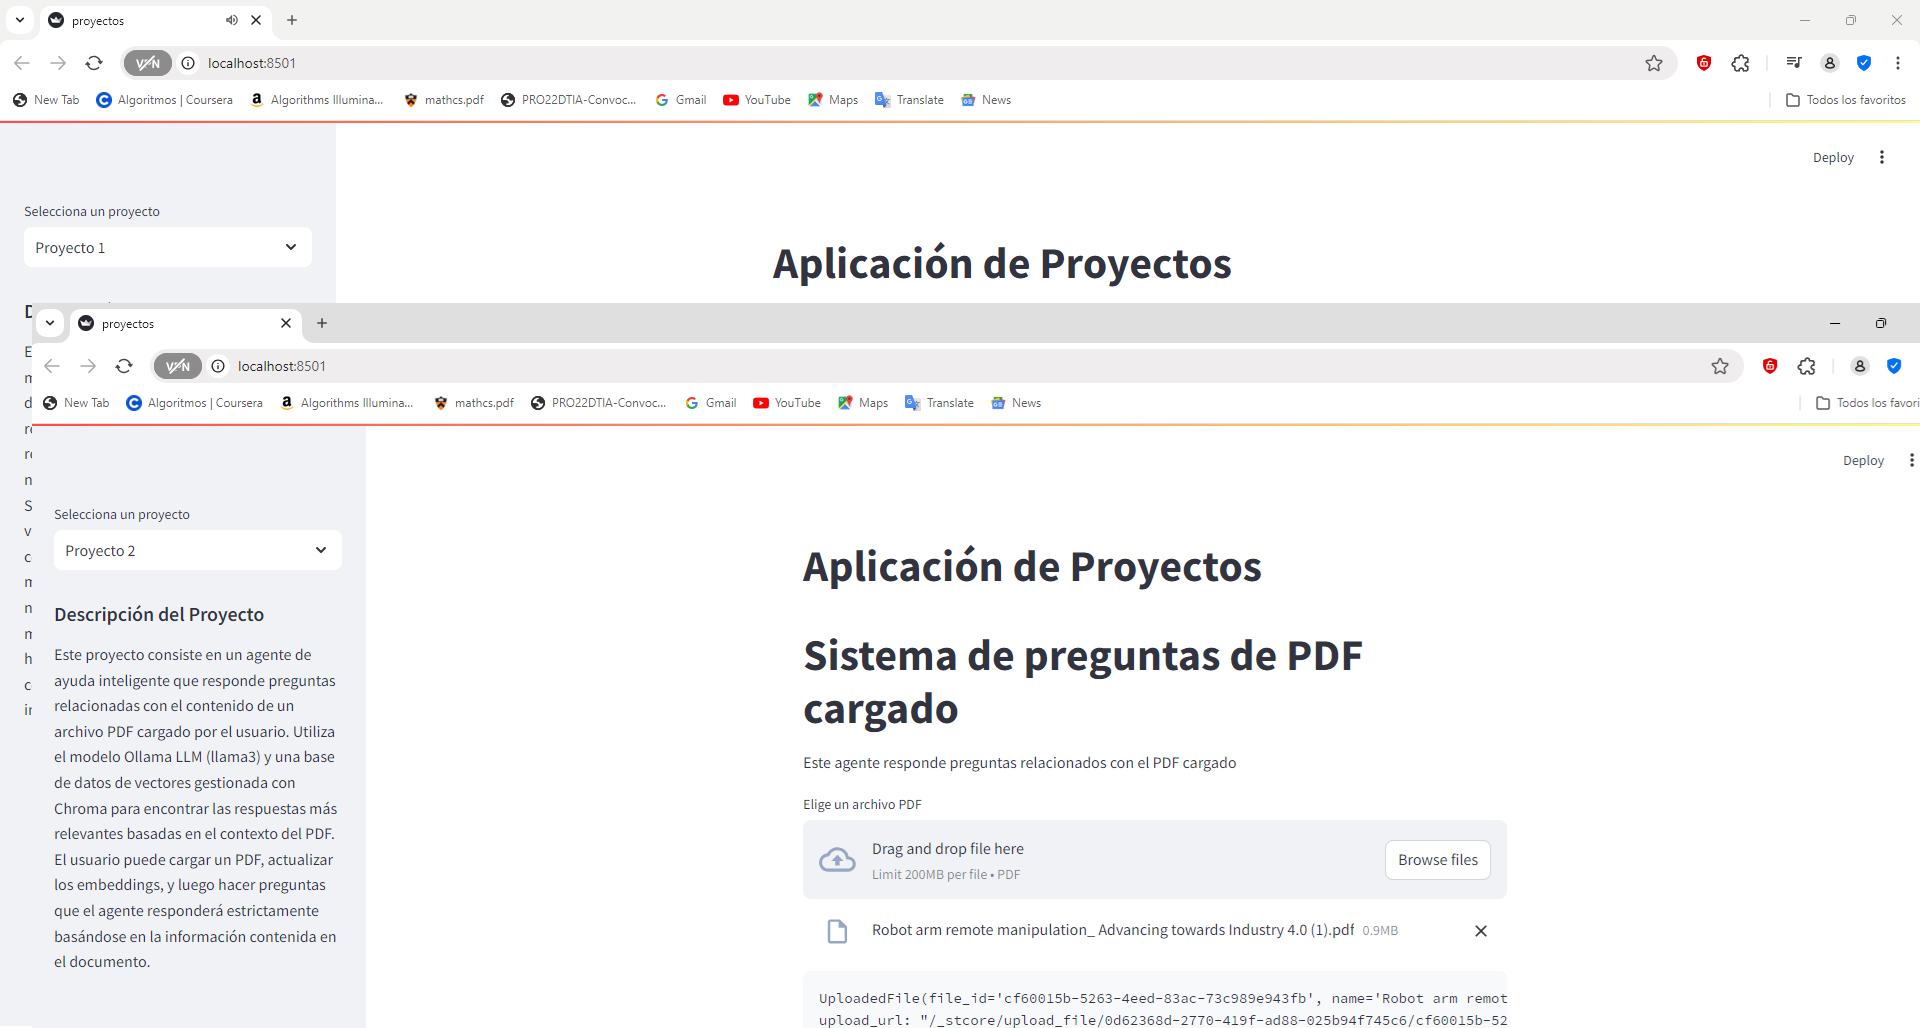 proyectos
VPN
localhost:8501
New Tab
Algoritmos | Coursera
Algorithms Illumina...
mathcs.pdf
PRO22DTIA-Convoc...
Gmail
YouTube
Maps
Translate
News
Todos los favoritos
Deploy
Selecciona un proyecto
Proyecto 1
Aplicación de Proyectos
proyectos
VPN
localhost:8501
New Tab
Algoritmos | Coursera
Algorithms Illumina...
mathcs.pdf
PRO22DTIA-Convoc...
Gmail
YouTube
Maps
Translate
News
Todos los favori
Deploy
Selecciona un proyecto
Proyecto 2
Descripción del Proyecto
Este proyecto consiste en un agente de
ayuda inteligente que responde preguntas
relacionadas con el contenido de un
archivo PDF cargado por el usuario. Utiliza
el modelo Ollama LLM (llama3) y una base
de datos de vectores gestionada con
Chroma para encontrar las respuestas más
relevantes basadas en el contexto del PDF.
El usuario puede cargar un PDF, actualizar
los embeddings, y luego hacer preguntas
que el agente responderá estrictamente
basándose en la información contenida en
el documento.
Aplicación de Proyectos
Sistema de preguntas de PDF
cargado
Este agente responde preguntas relacionados con el PDF cargado
Elige un archivo PDF
Drag and drop file here
Limit 200MB per file • PDF
Browse files
Robot arm remote manipulation_ Advancing towards Industry 4.0 (1).pdf 0.9MB
UploadedFile(file_id='cf60015b-5263-4eed-83ac-73c989e943fb', name='Robot arm remot
upload_url: "/_stcore/upload_file/0d62368d-2770-419f-ad88-025b94f745c6/cf60015b-52